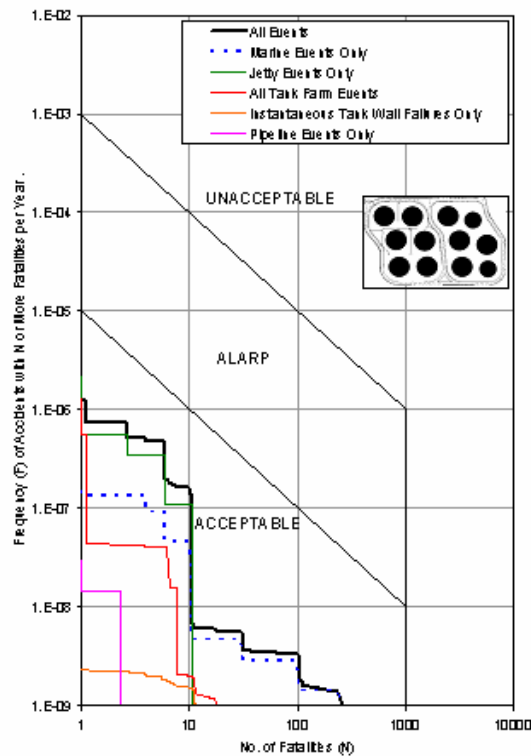 1.E-02
All Events
Marine Events Only
Jetty Events Only
All Tank Farm Events
Instantaneous Tank Wall Failures Only
Pipeline Events Only
1.E-03
UNACCEPTABLE
1.E-04
1.E-05
ALARP
1.E-06
1.E-07
ACCEPTABLE
1.E-08
1.E-09
1 10 100 1000 10000
No. of Fatalities (N)
Frequency (F) of Accidents with N or More Fatalities per Year.